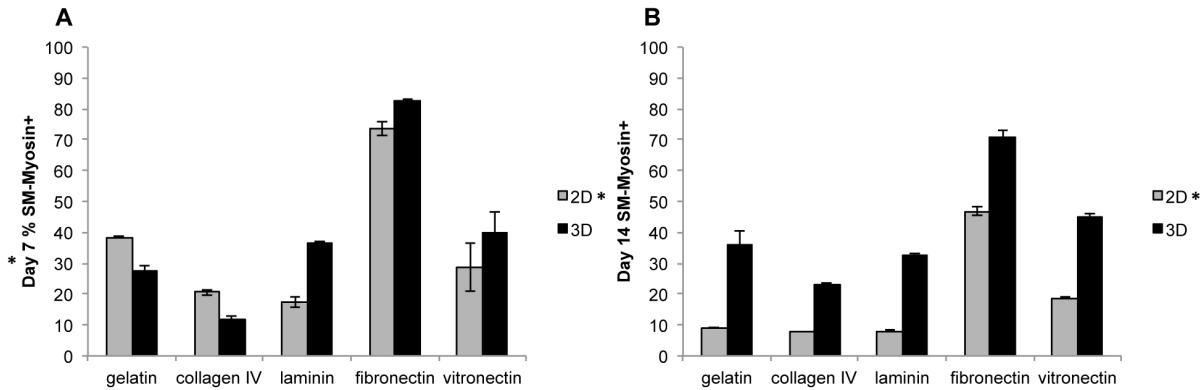 A
* Day 7 % SM-Myosin+
100
90
80
70
60
50
40
30
20
10
0
gelatin collagen IV laminin fibronectin vitronectin
2D *
3D
B
Day 14 SM-Myosin+
100
90
80
70
60
50
40
30
20
10
0
gelatin collagen IV laminin fibronectin vitronectin
2D *
3D